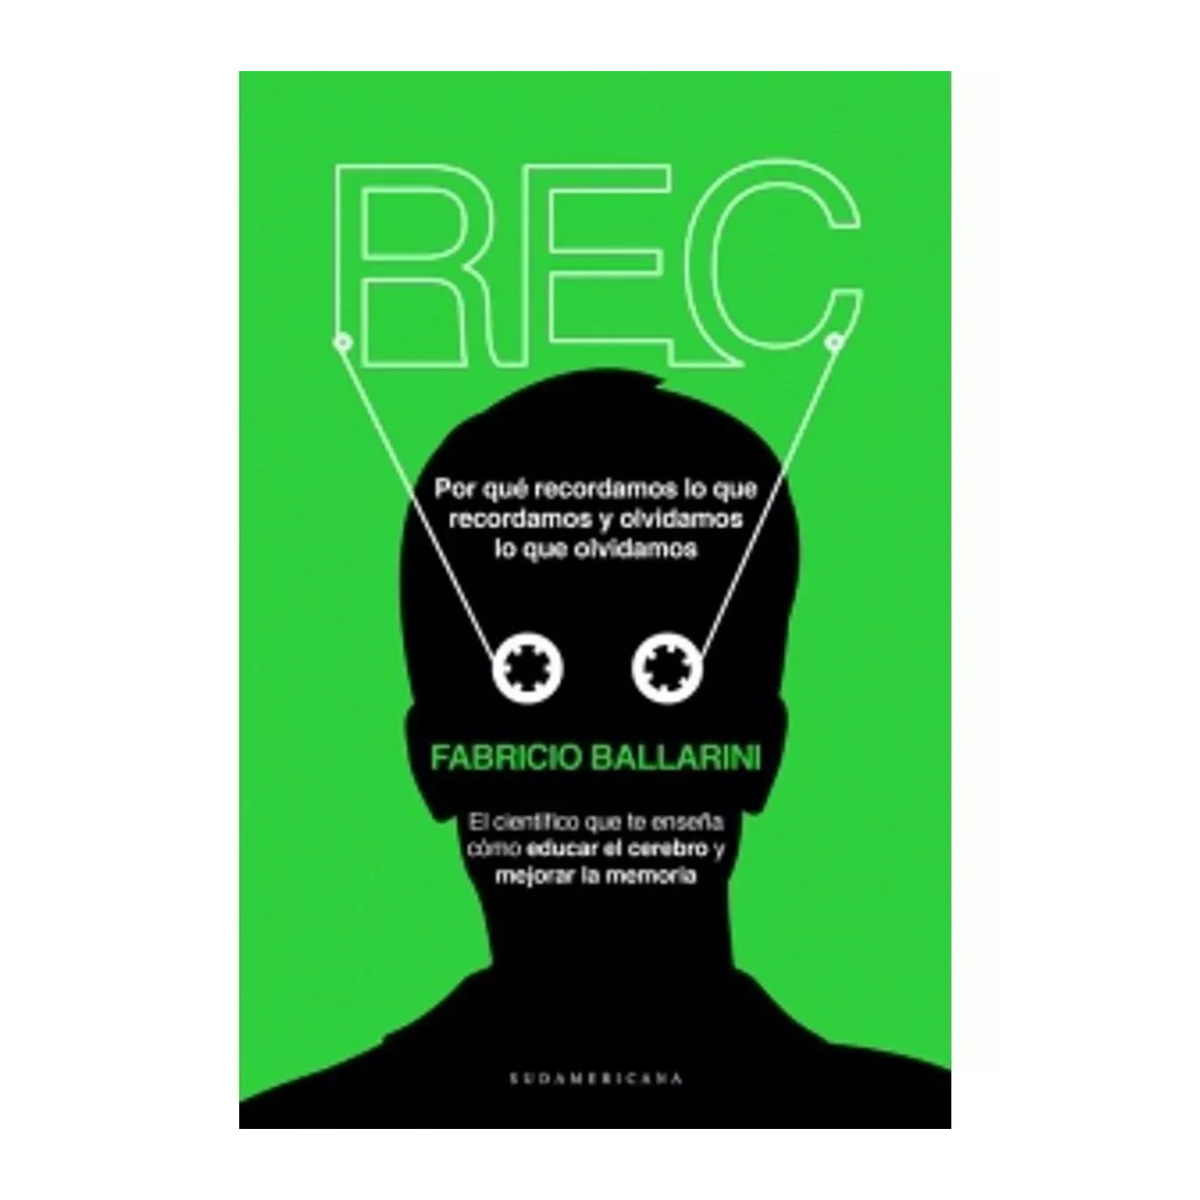 REC
Por qué recordamos lo que
recordamos y olvidamos
lo que olvidamos
FABRICIO BALLARINI
El científico que te enseña
cómo educar el cerebro y
mejorar la memoria
SUDAMERICANA